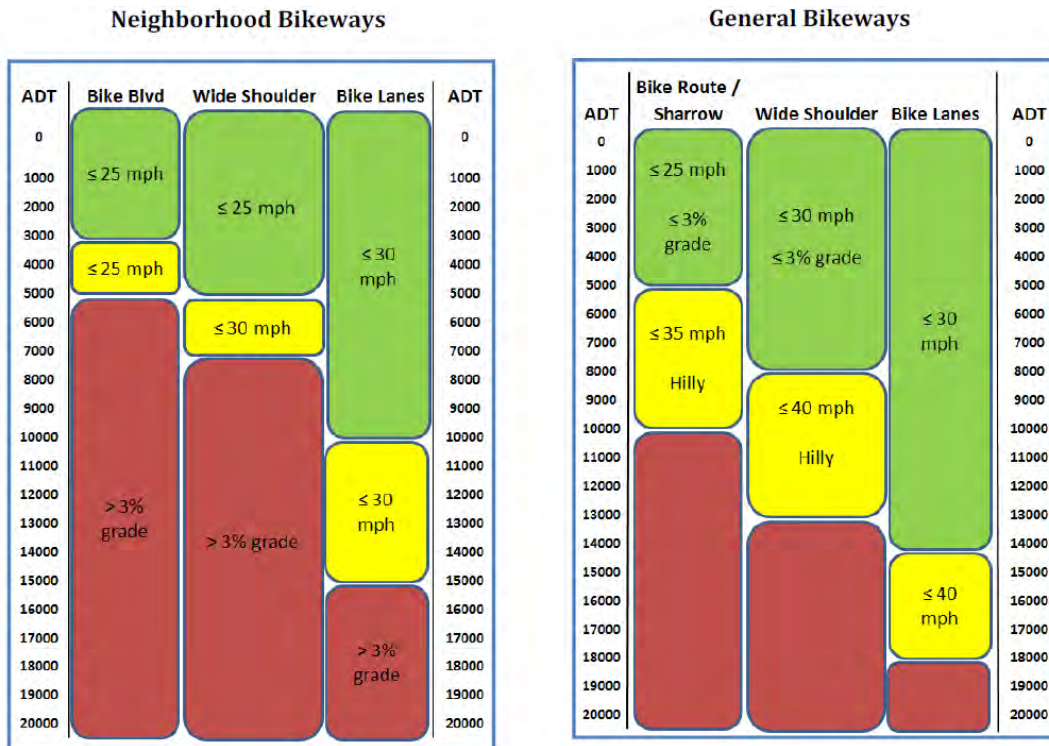 Neighborhood Bikeways
ADT Bike Blvd Wide Shoulder Bike Lanes ADT
0 0
1000 ≤ 25 mph 1000
2000 ≤ 25 mph 2000
3000 3000
4000 ≤ 25 mph ≤ 30 4000
mph
5000 5000
6000 ≤ 30 mph 6000
7000 7000
8000 8000
9000 9000
10000 10000
11000 11000
12000 ≤ 30 12000
> 3% mph
13000 grade 13000
14000 > 3% grade 14000
15000 15000
16000 16000
17000 17000
> 3%
18000 grade 18000
19000 19000
20000 20000
General Bikeways
Bike Route /
ADT Sharrow Wide Shoulder Bike Lanes ADT
0 0
1000 ≤ 25 mph 1000
2000 2000
≤ 3% ≤ 30 mph
3000 3000
grade
4000 ≤ 3% grade 4000
5000 5000
6000 ≤ 35 mph ≤ 30 6000
mph
7000 7000
8000 Hilly 8000
9000 ≤ 40 mph 9000
10000 10000
11000 Hilly 11000
12000 12000
13000 13000
14000 14000
15000 15000
16000 ≤ 40 16000
mph
17000 17000
18000 18000
19000 19000
20000 20000